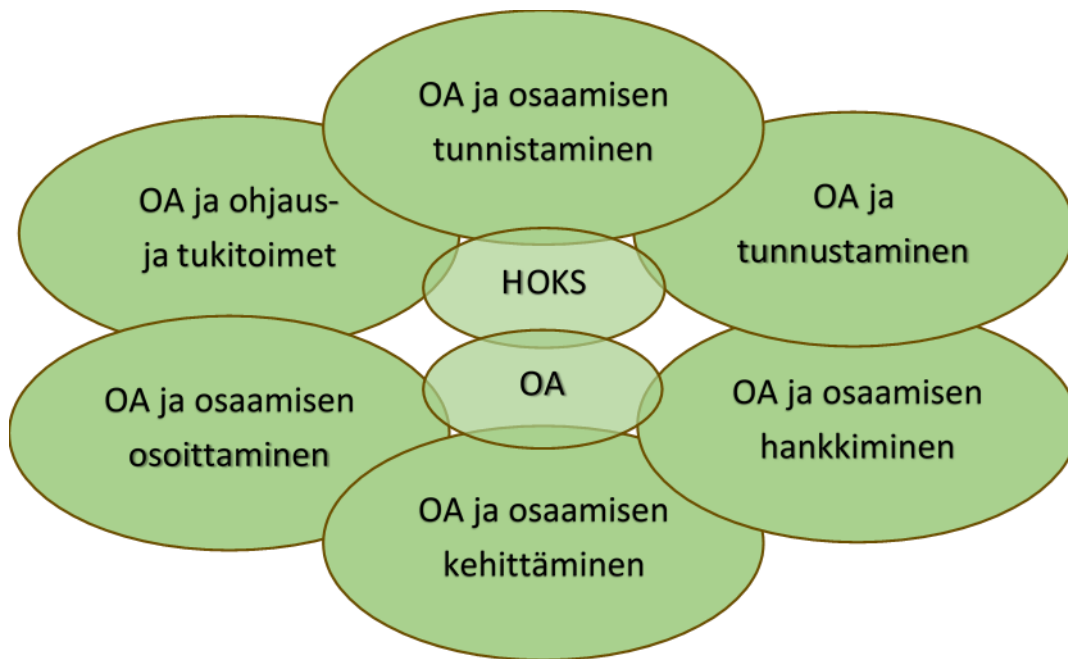 OA ja osaamisen
tunnistaminen
OA ja ohjaus-
ja tukitoimet
OA ja
tunnustaminen
HOKS
OA
OA ja osaamisen
osoittaminen
OA ja osaamisen
hankkiminen
OA ja osaamisen
kehittäminen